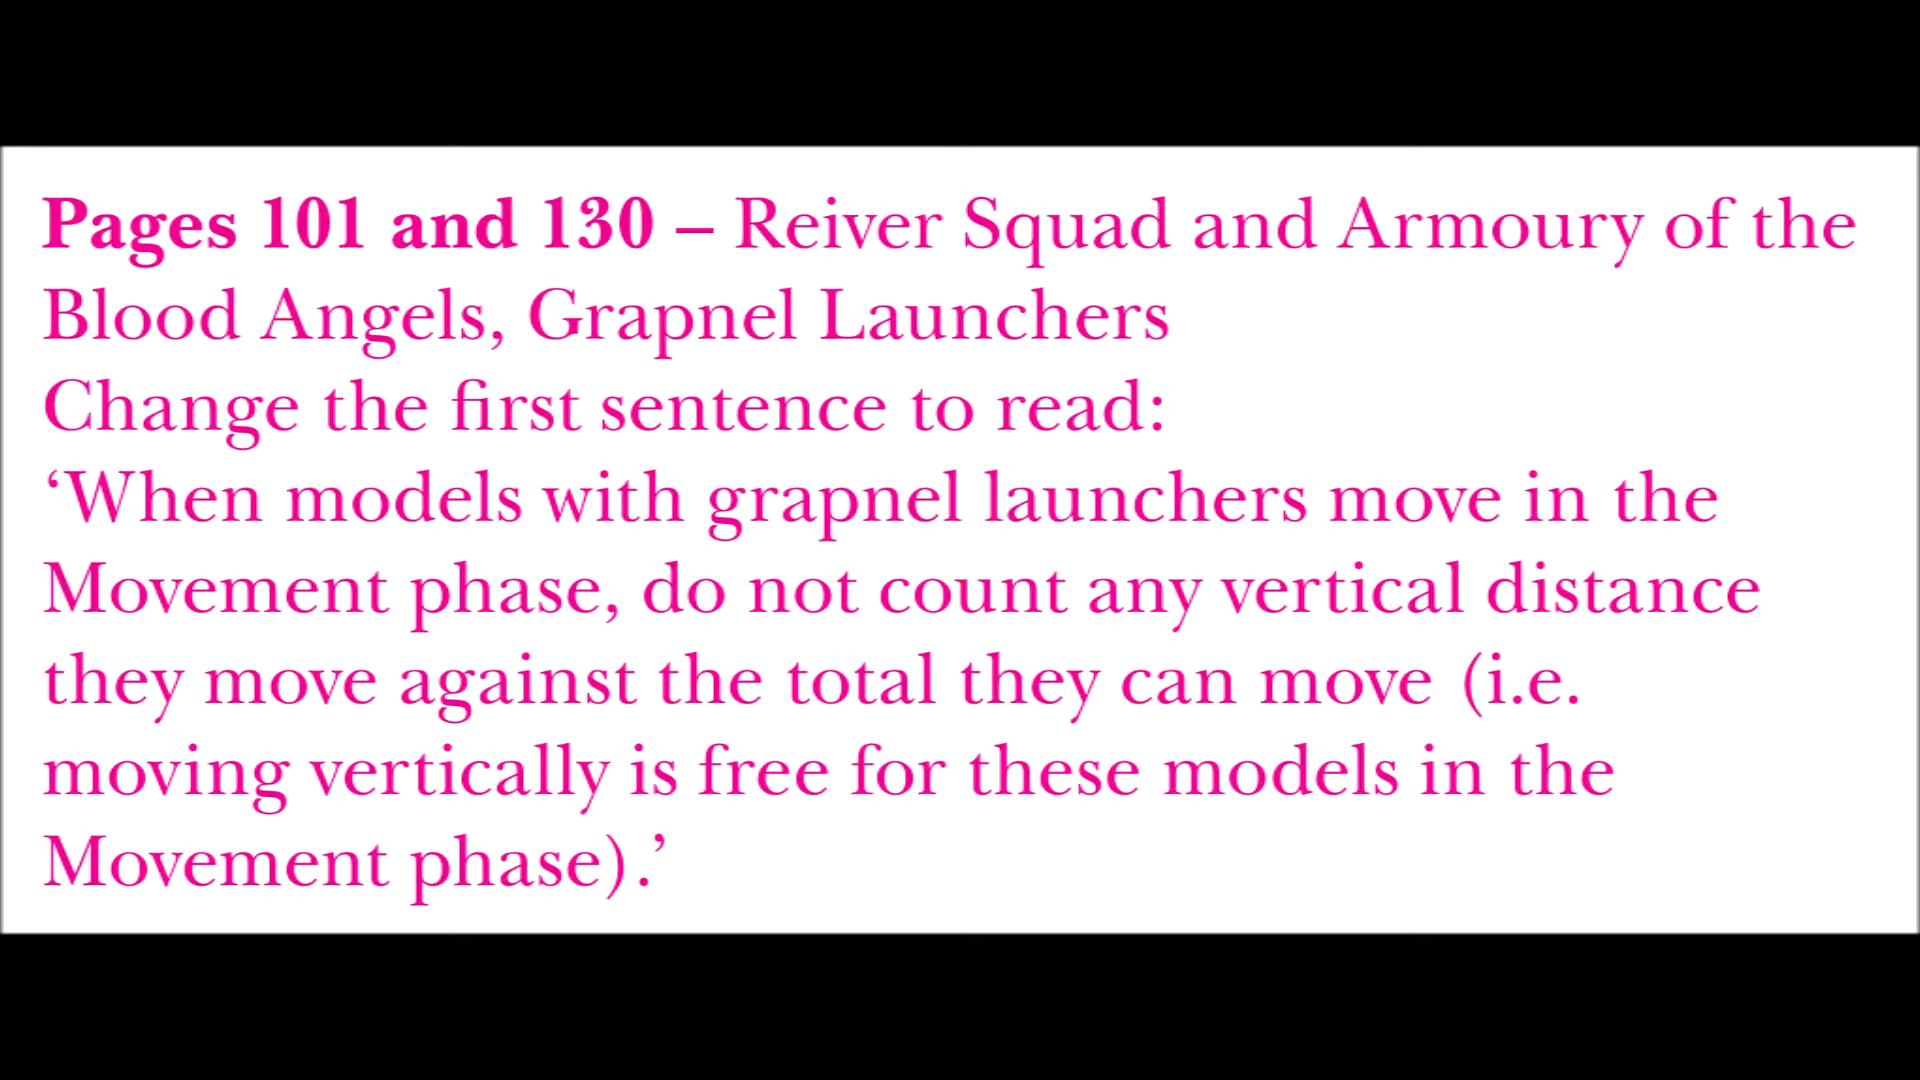 Pages 101 and 130 – Reiver Squad and Armoury of the
Blood Angels, Grapnel Launchers
Change the first sentence to read:
‘When models with grapnel launchers move in the
Movement phase, do not count any vertical distance
they move against the total they can move (i.e.
moving vertically is free for these models in the
Movement phase).’